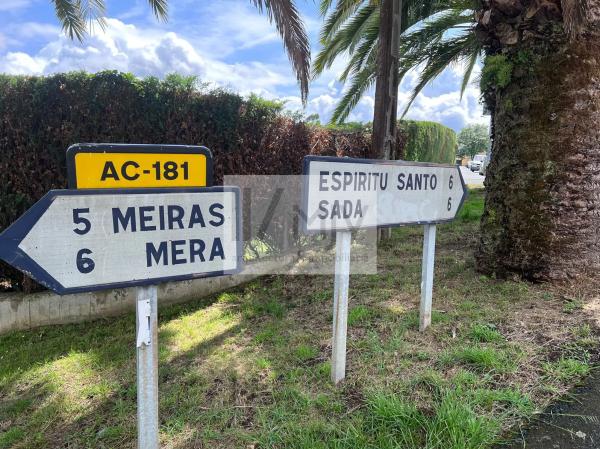 AC-181
5 MEIRAS
6 MERA
ESPIRITU SANTO 6
SADA 6